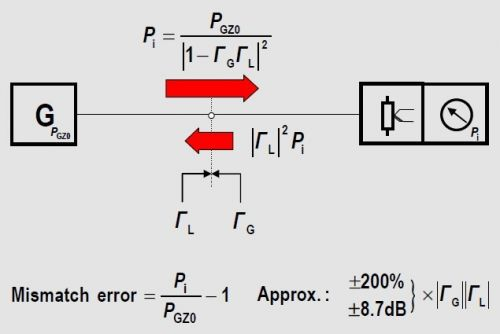 P_i = P_GZ0 / |1 − Γ_G Γ_L|²
G
P_GZ0
P_i
|Γ_L|² P_i
Γ_L Γ_G
Mismatch error = P_i / P_GZ0 − 1 Approx.: ±200% ±8.7dB } × |Γ_G||Γ_L|